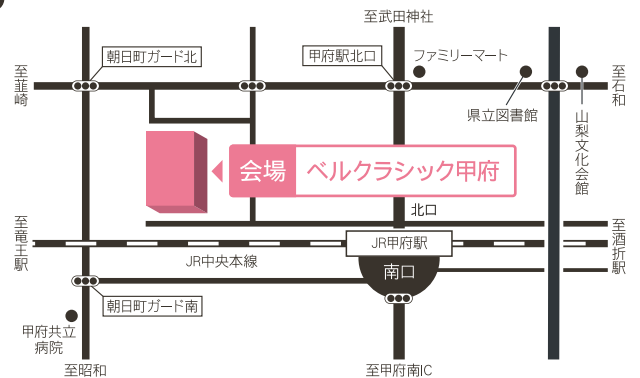 至武田神社
朝日町ガード北
甲府駅北口
ファミリーマート
至韮崎
至石和
県立図書館
山梨文化会館
会場
ベルクラシック甲府
北口
至竜王駅
JR甲府駅
至酒折駅
JR中央本線
南口
朝日町ガード南
甲府共立
病院
至昭和
至甲府南IC